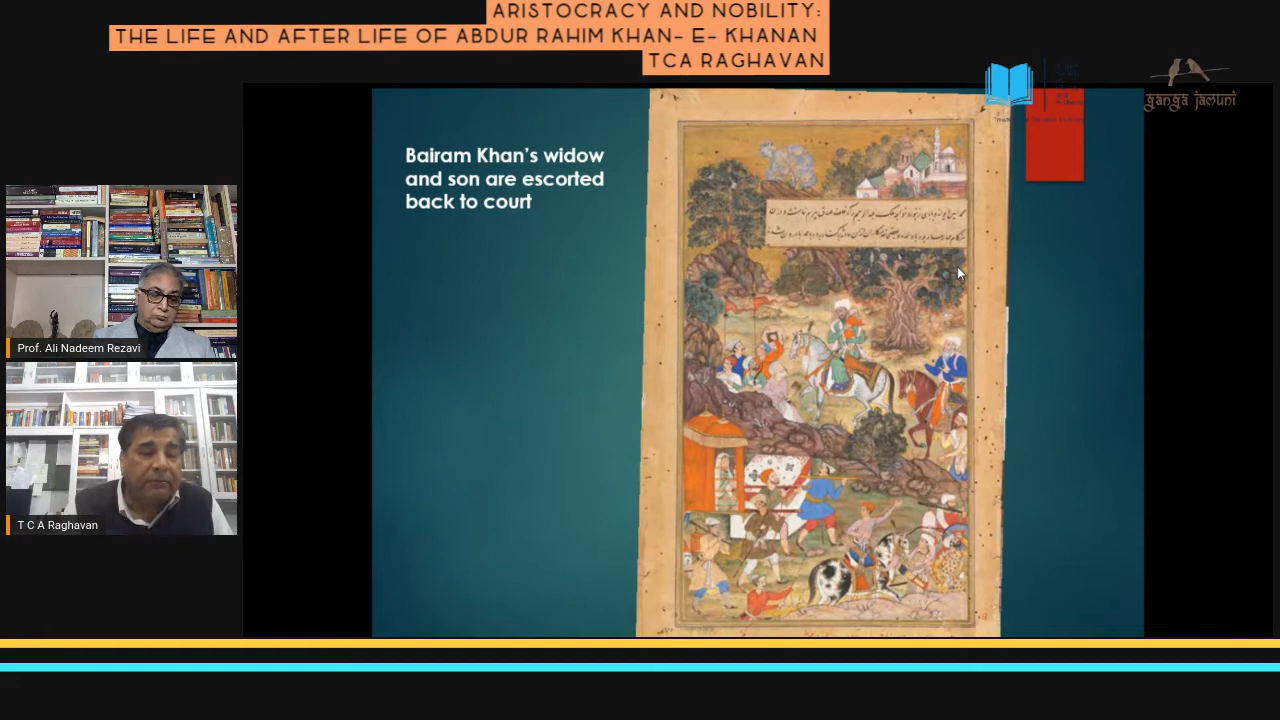 ARISTOCRACY AND NOBILITY:
THE LIFE AND AFTER LIFE OF ABDUR RAHIM KHAN- E- KHANAN
TCA RAGHAVAN
ganga jamuni
Bairam Khan's widow
and son are escorted
back to court
Prof. Ali Nadeem Rezavi
T C A Raghavan